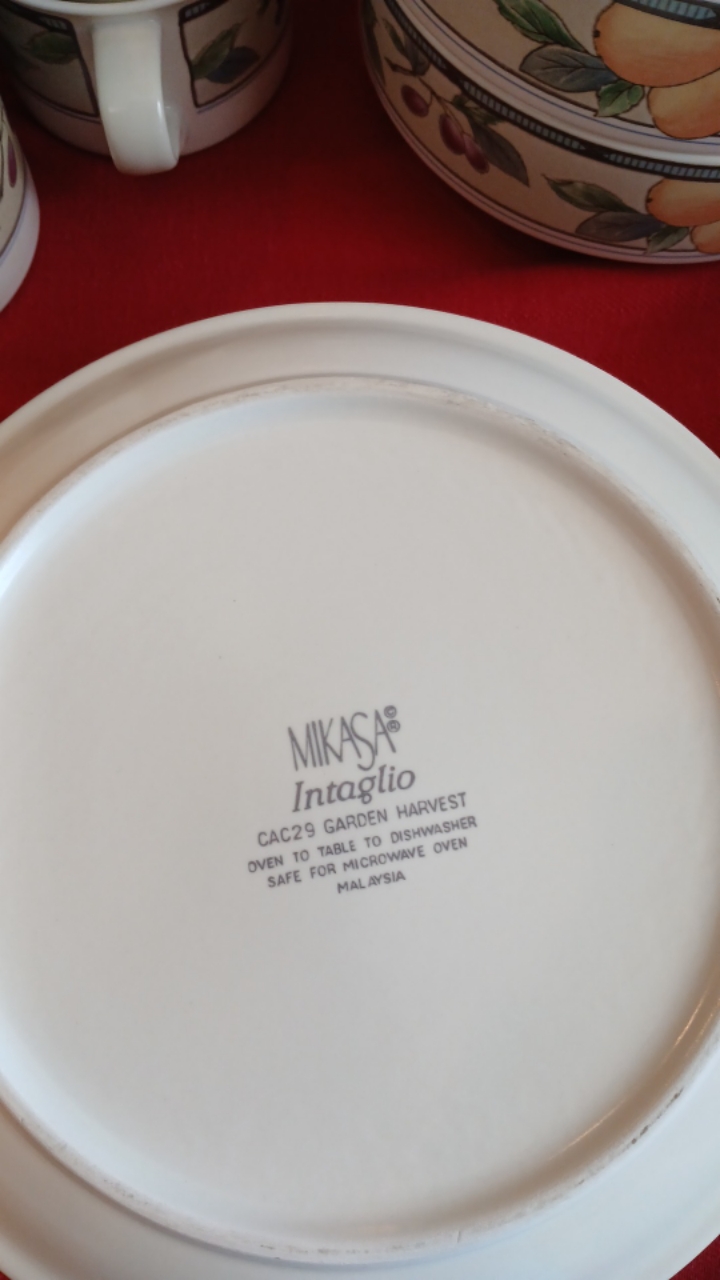 MIKASA©®
Intaglio
CAC29 GARDEN HARVEST
OVEN TO TABLE TO DISHWASHER
SAFE FOR MICROWAVE OVEN
MALAYSIA